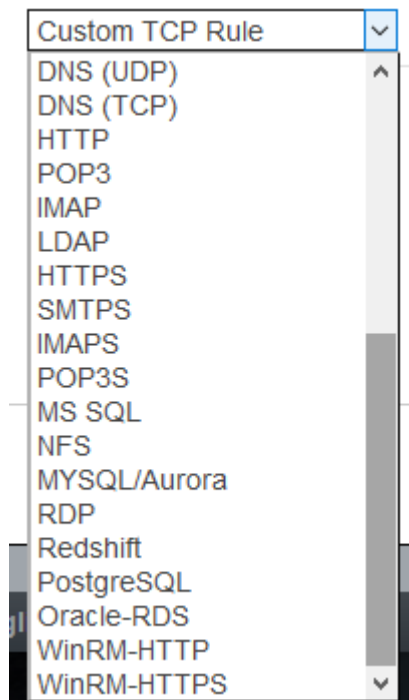 Custom TCP Rule
DNS (UDP)
DNS (TCP)
HTTP
POP3
IMAP
LDAP
HTTPS
SMTPS
IMAPS
POP3S
MS SQL
NFS
MYSQL/Aurora
RDP
Redshift
PostgreSQL
Oracle-RDS
WinRM-HTTP
WinRM-HTTPS